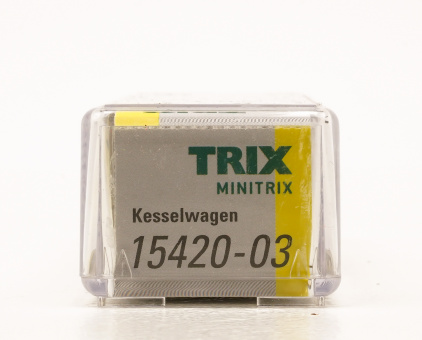 TRIX
MINITRIX
Kesselwagen
15420-03